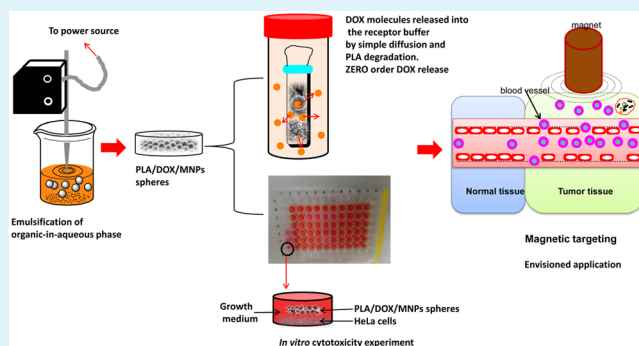 To power source
Emulsification of
organic-in-aqueous phase
PLA/DOX/MNPs
spheres
DOX molecules released into
the receptor buffer
by simple diffusion and
PLA degradation.
ZERO order DOX release
Growth
medium
PLA/DOX/MNPs spheres
HeLa cells
In vitro cytotoxicity experiment
magnet
blood vessel
Normal tissue
Tumor tissue
Magnetic targeting
Envisioned application